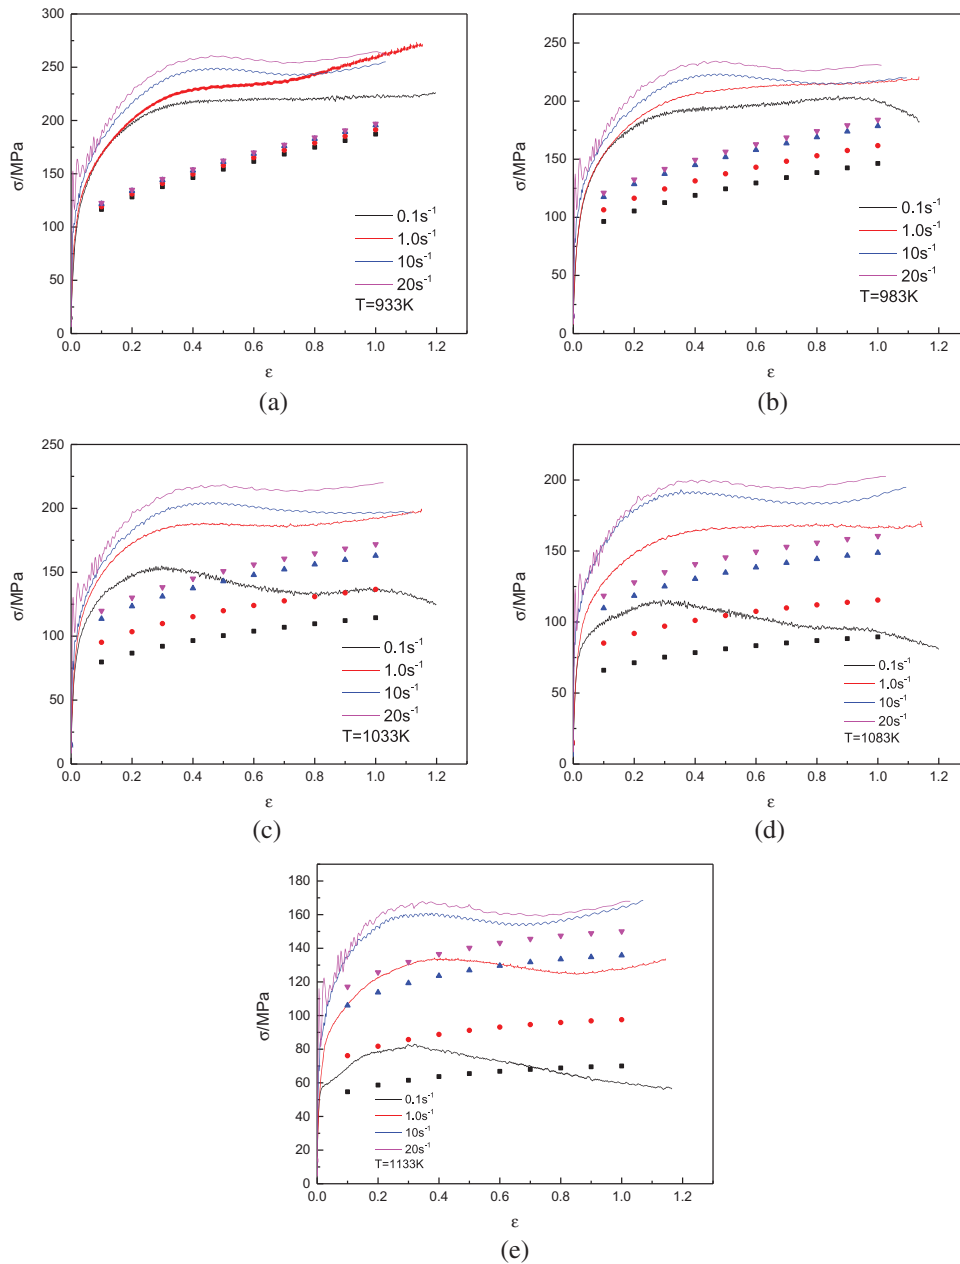 300
250
200
150
100
50
0
σ/MPa
0.1s⁻¹
1.0s⁻¹
10s⁻¹
20s⁻¹
T=933K
0.0 0.2 0.4 0.6 0.8 1.0 1.2
ε
(a)
250
200
150
100
50
0
σ/MPa
0.1s⁻¹
1.0s⁻¹
10s⁻¹
20s⁻¹
T=983K
0.0 0.2 0.4 0.6 0.8 1.0 1.2
ε
(b)
250
200
150
100
50
0
σ/MPa
0.1s⁻¹
1.0s⁻¹
10s⁻¹
20s⁻¹
T=1033K
0.0 0.2 0.4 0.6 0.8 1.0 1.2
ε
(c)
200
150
100
50
0
σ/MPa
0.1s⁻¹
1.0s⁻¹
10s⁻¹
20s⁻¹
T=1083K
0.0 0.2 0.4 0.6 0.8 1.0 1.2
ε
(d)
180
160
140
120
100
80
60
40
20
0
σ/MPa
0.1s⁻¹
1.0s⁻¹
10s⁻¹
20s⁻¹
T=1133K
0.0 0.2 0.4 0.6 0.8 1.0 1.2
ε
(e)